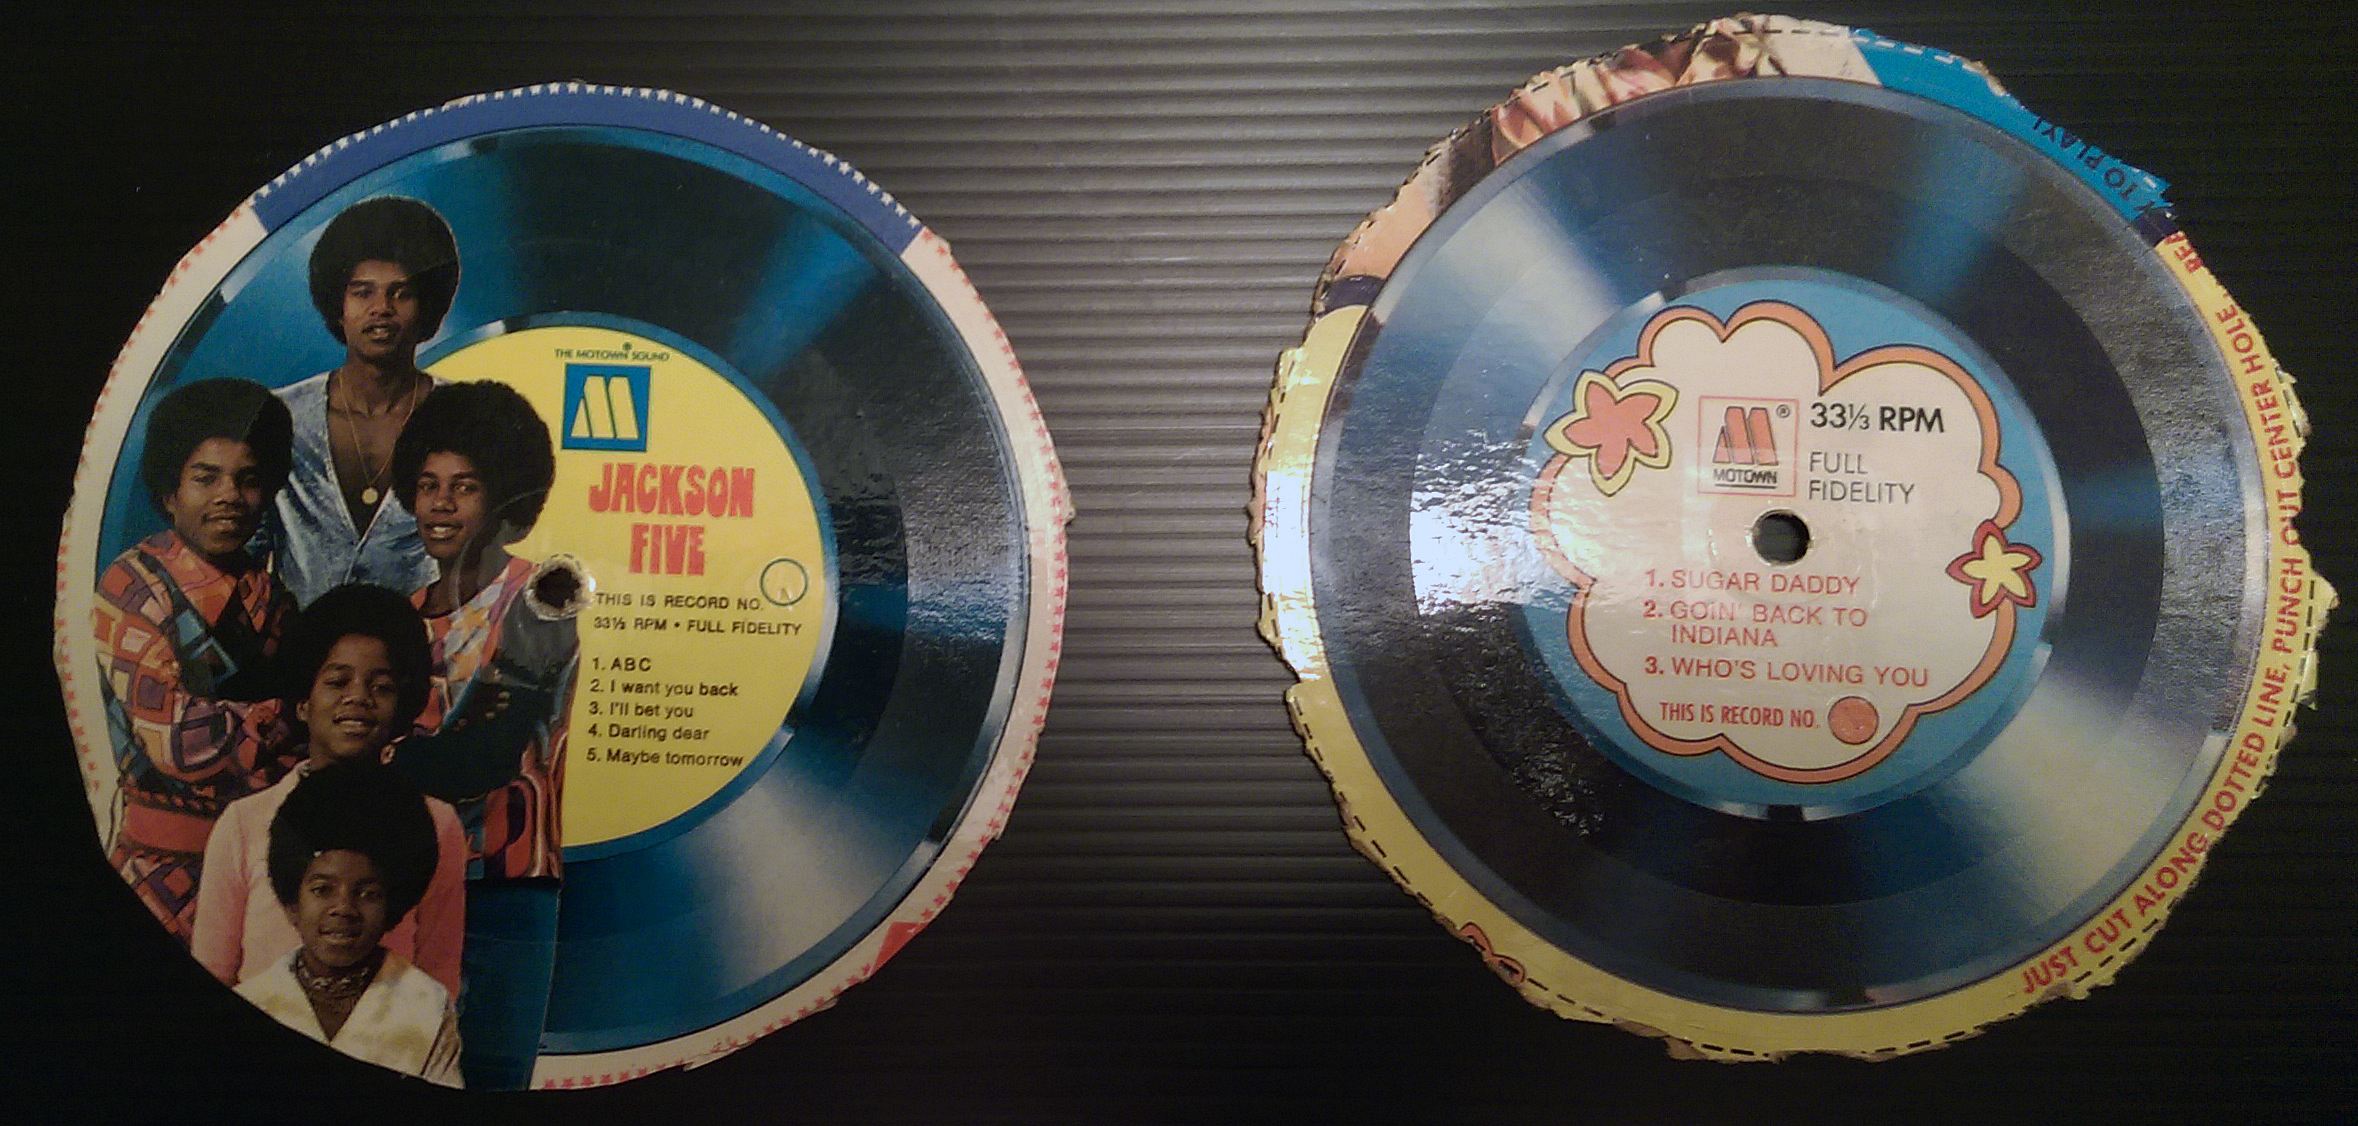 THE MOTOWN® SOUND
M
JACKSON
FIVE
THIS IS RECORD NO.
33⅓ RPM • FULL FIDELITY
1. ABC
2. I want you back
3. I'll bet you
4. Darling dear
5. Maybe tomorrow
TO PLAY!
M®
MOTOWN
33⅓ RPM
FULL
FIDELITY
1. SUGAR DADDY
2. GOIN' BACK TO
INDIANA
3. WHO'S LOVING YOU
THIS IS RECORD NO.
JUST CUT ALONG DOTTED LINE, PUNCH OUT CENTER HOLE